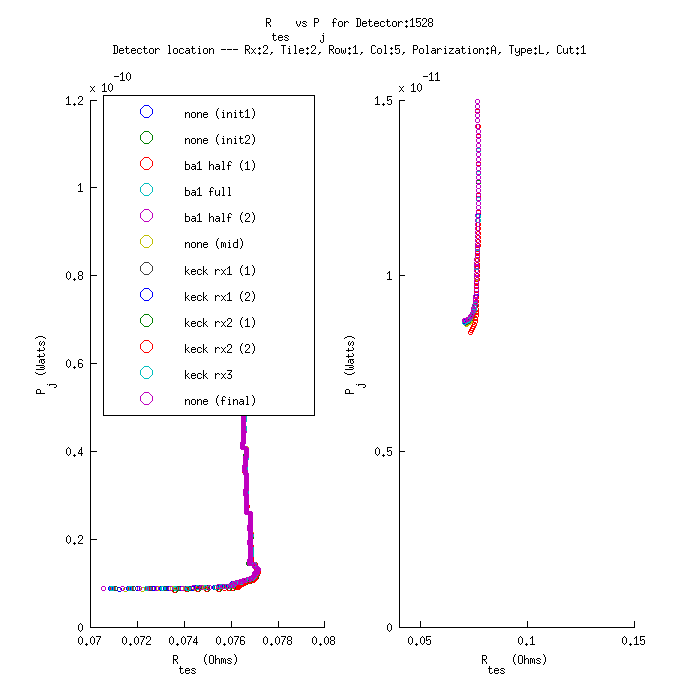 R tes vs P j for Detector:1528
Detector location --- Rx:2, Tile:2, Row:1, Col:5, Polarization:A, Type:L, Cut:1
x 10^-10
1.2
1
0.8
0.6
0.4
0.2
0
0.07 0.072 0.074 0.076 0.078 0.08
P j (Watts)
R tes (Ohms)
none (init1)
none (init2)
ba1 half (1)
ba1 full
ba1 half (2)
none (mid)
keck rx1 (1)
keck rx1 (2)
keck rx2 (1)
keck rx2 (2)
keck rx3
none (final)
x 10^-11
1.5
1
0.5
0
0.05 0.1 0.15
P j (Watts)
R tes (Ohms)